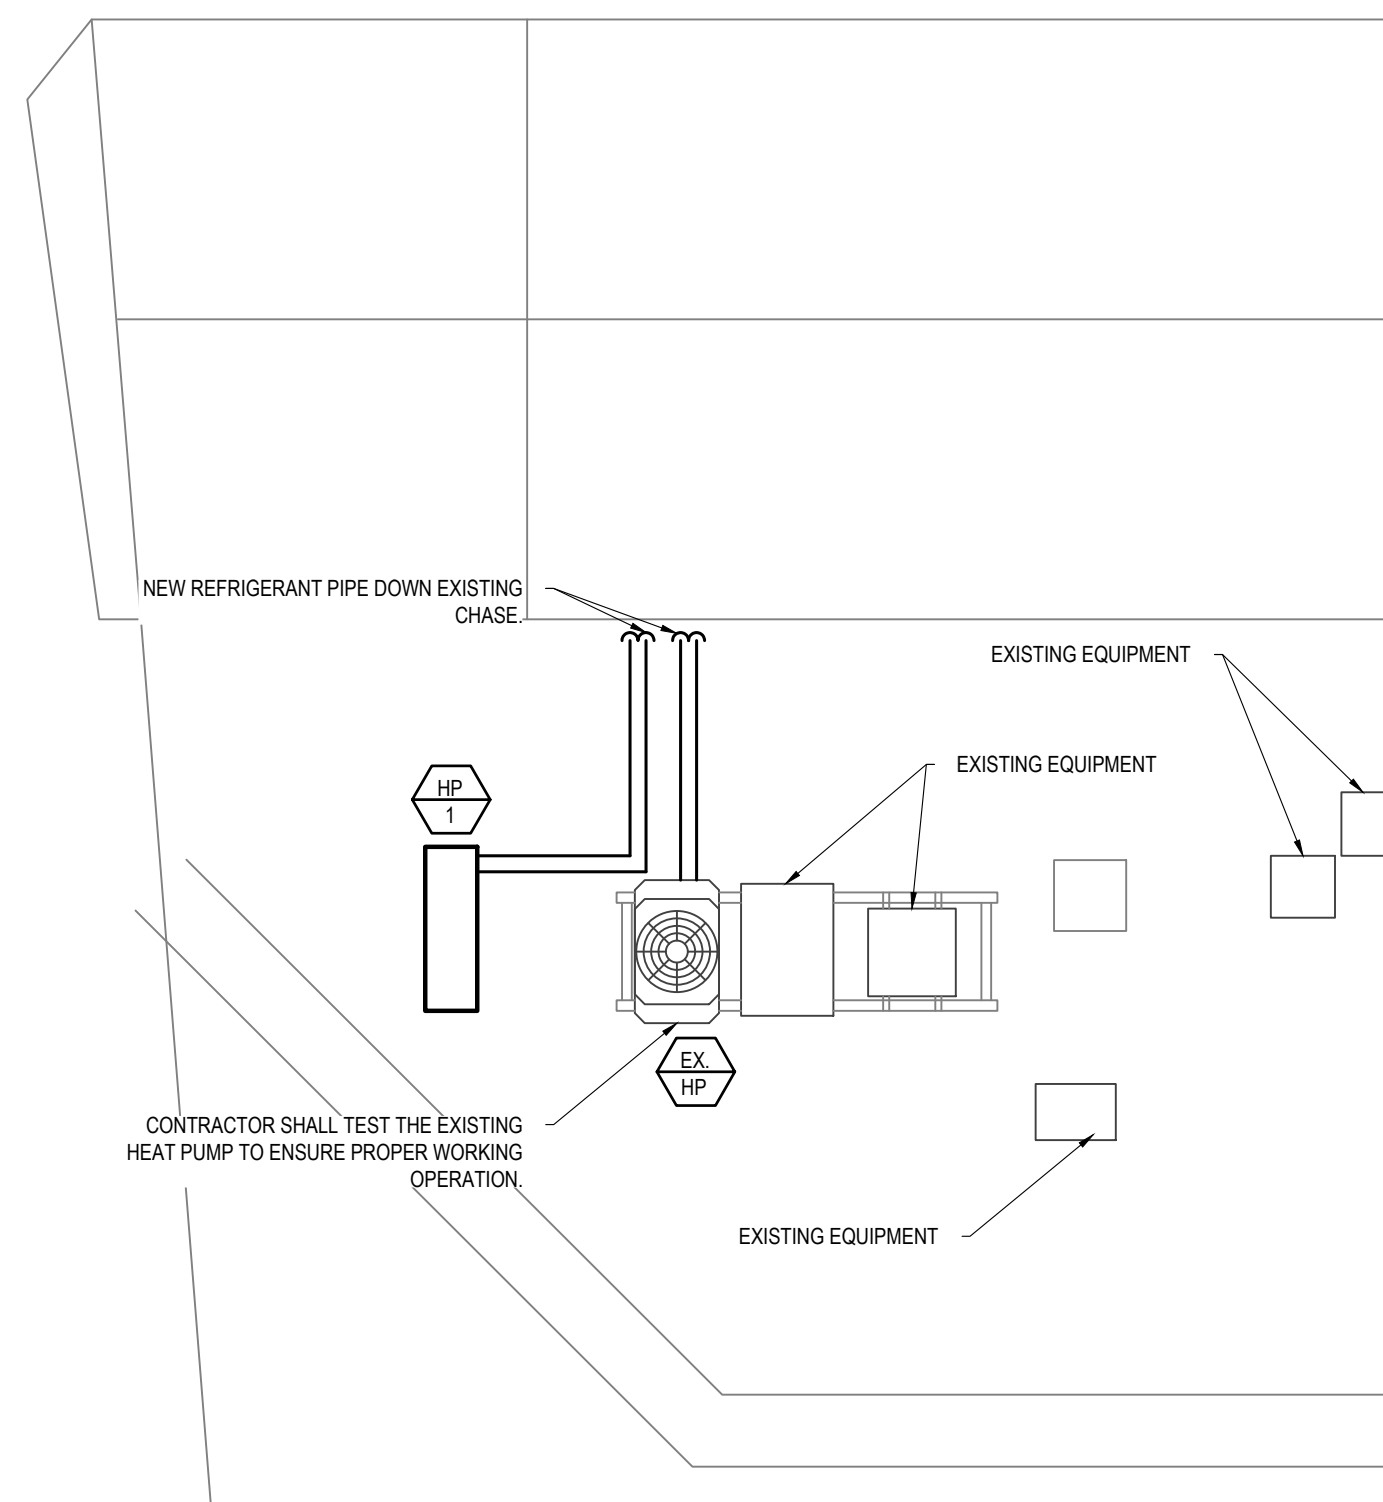 NEW REFRIGERANT PIPE DOWN EXISTING
CHASE.
EXISTING EQUIPMENT
EXISTING EQUIPMENT
HP
1
EX.
HP
CONTRACTOR SHALL TEST THE EXISTING
HEAT PUMP TO ENSURE PROPER WORKING
OPERATION.
EXISTING EQUIPMENT